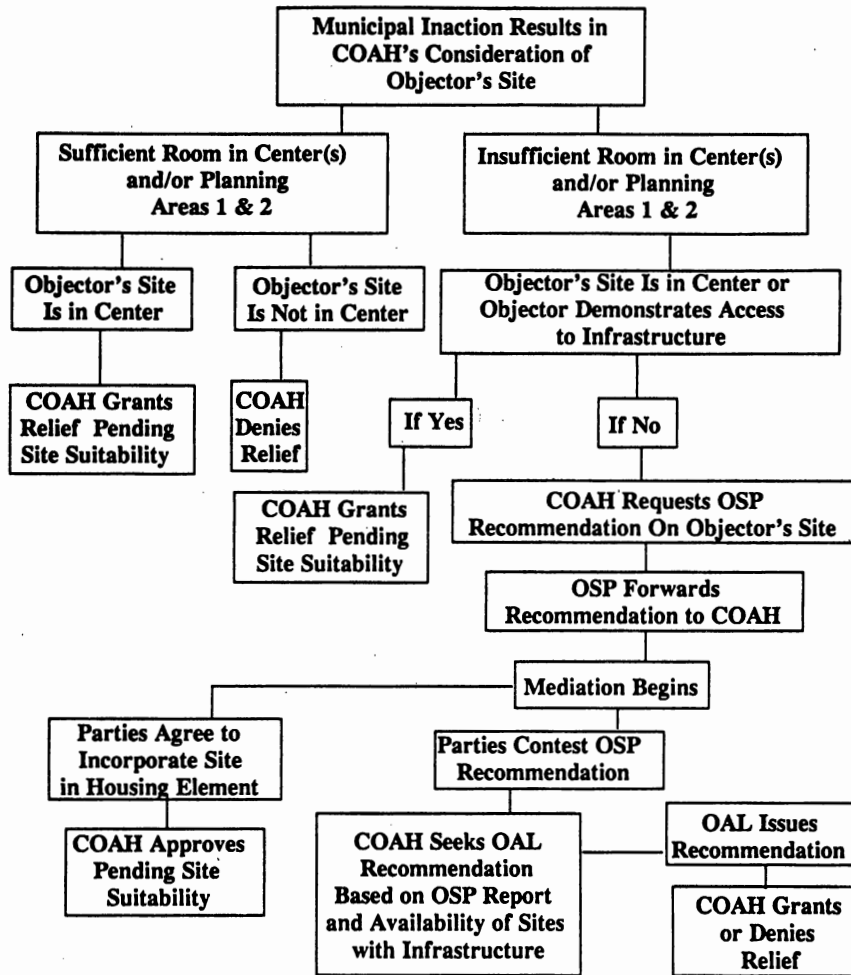 Municipal Inaction Results in
COAH's Consideration of
Objector's Site
Sufficient Room in Center(s)
and/or Planning
Areas 1 & 2
Insufficient Room in Center(s)
and/or Planning
Areas 1 & 2
Objector's Site
Is in Center
Objector's Site
Is Not in Center
Objector's Site Is in Center or
Objector Demonstrates Access
to Infrastructure
COAH Grants
Relief Pending
Site Suitability
COAH
Denies
Relief
If Yes
If No
COAH Grants
Relief Pending
Site Suitability
COAH Requests OSP
Recommendation On Objector's Site
OSP Forwards
Recommendation to COAH
Mediation Begins
Parties Agree to
Incorporate Site
in Housing Element
Parties Contest OSP
Recommendation
COAH Approves
Pending Site
Suitability
COAH Seeks OAL
Recommendation
Based on OSP Report
and Availability of Sites
with Infrastructure
OAL Issues
Recommendation
COAH Grants
or Denies
Relief